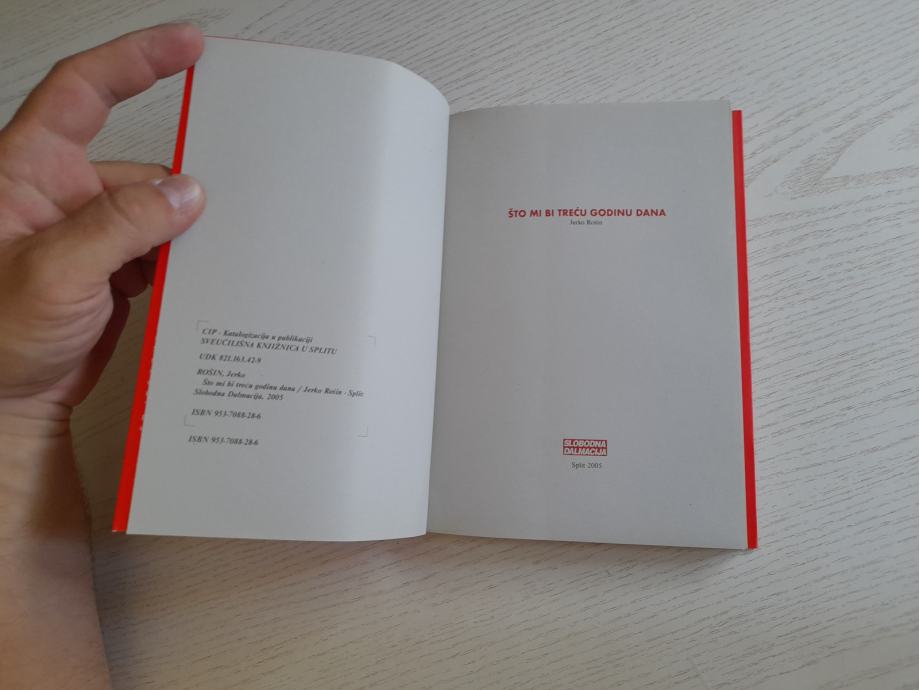 CIP - Katalogizacija u publikaciji
SVEUČILIŠNA KNJIŽNICA U SPLITU
UDK 821.163.42-9
ROŠIN, Jerko
Što mi bi treću godinu dana / Jerko Rošin - Split:
Slobodna Dalmacija, 2005
ISBN 953-7088-28-6
ISBN 953-7088-28-6
ŠTO MI BI TREĆU GODINU DANA
Jerko Rošin
SLOBODNA
DALMACIJA
Split 2005